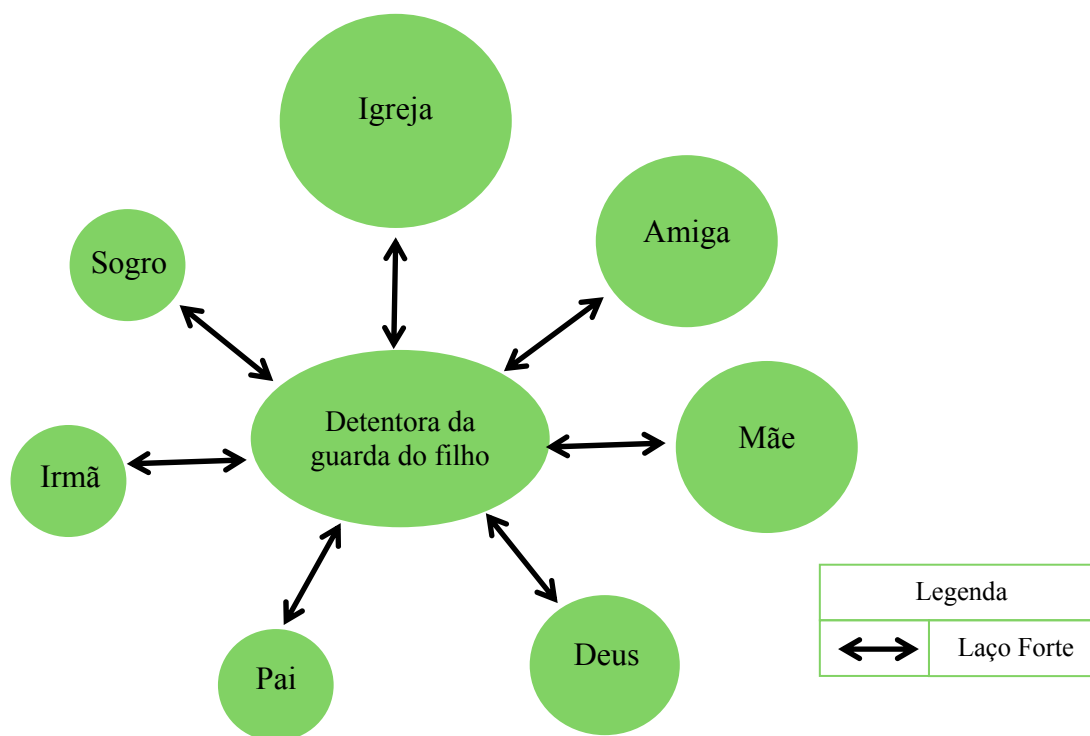 Igreja
Amiga
Sogro
Detentora da
guarda do filho
Mãe
Irmã
Deus
Pai
Legenda
Laço Forte